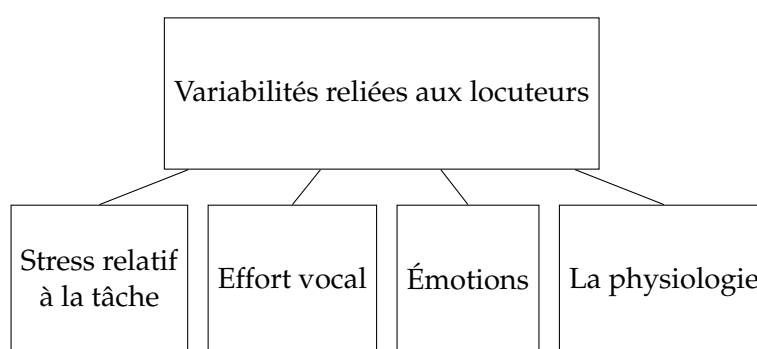 Variabilités reliées aux locuteurs
Stress relatif
à la tâche
Effort vocal
Émotions
La physiologie